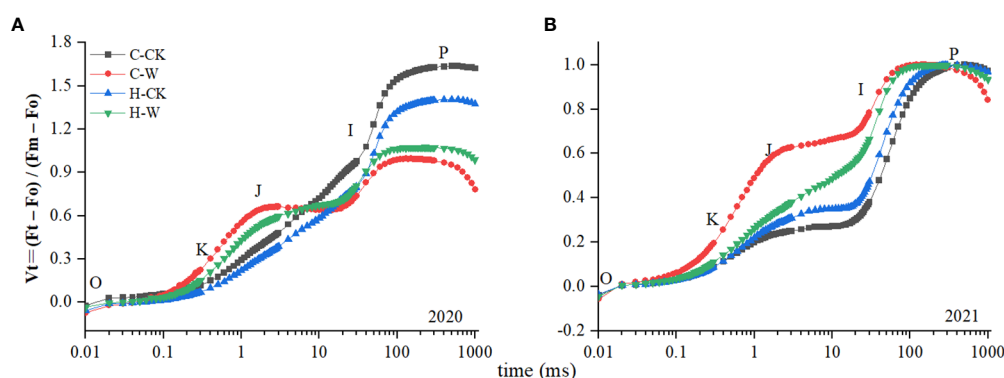 A
Vt=(Ft − Fo) / (Fm − Fo)
1.8
1.5
1.2
0.9
0.6
0.3
0.0
C-CK
C-W
H-CK
H-W
O
K
J
I
P
2020
0.01
0.1
1
10
100
1000
B
1.0
0.8
0.6
0.4
0.2
0.0
-0.2
O
K
J
I
P
2021
0.01
0.1
1
10
100
1000
time (ms)